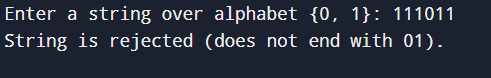 Enter a string over alphabet {0, 1}: 111011
String is rejected (does not end with 01).